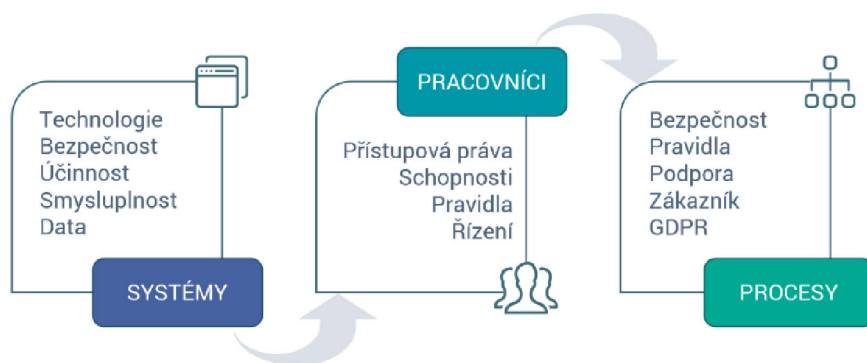 Technologie
Bezpečnost
Účinnost
Smysluplnost
Data
SYSTÉMY
PRACOVNÍCI
Přístupová práva
Schopnosti
Pravidla
Řízení
Bezpečnost
Pravidla
Podpora
Zákazník
GDPR
PROCESY